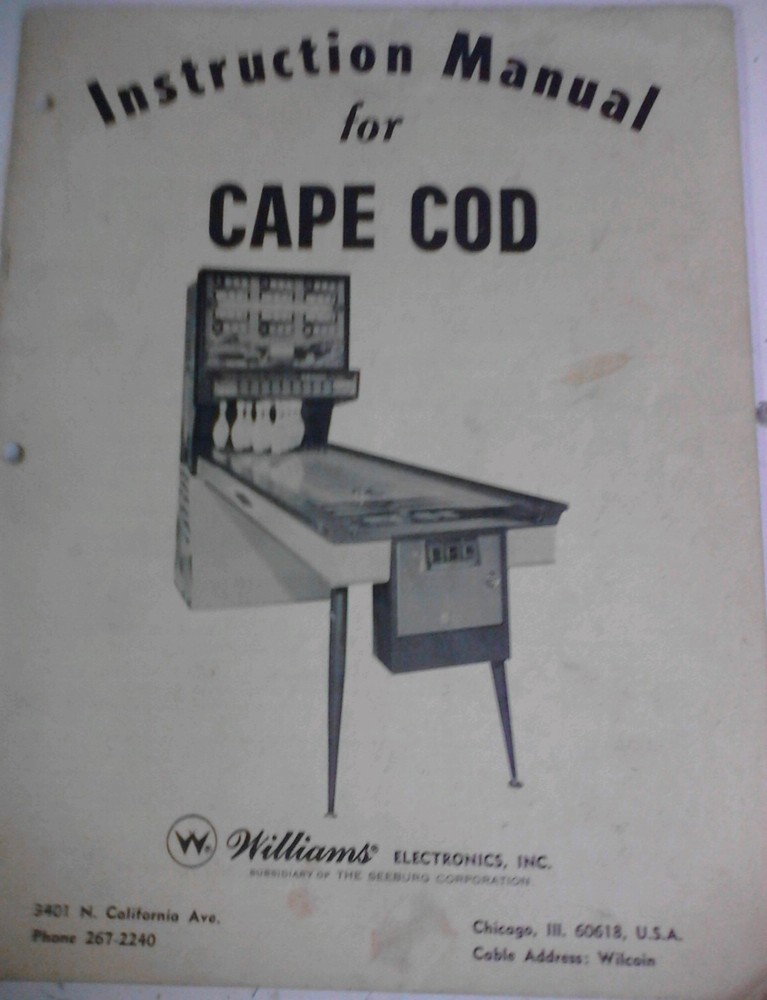 Instruction Manual
for
CAPE COD
W® Williams® ELECTRONICS, INC.
SUBSIDIARY OF THE SEEBURG CORPORATION
3401 N. California Ave.
Phone 267-2240
Chicago, Ill. 60618, U.S.A.
Cable Address: Wilcoin